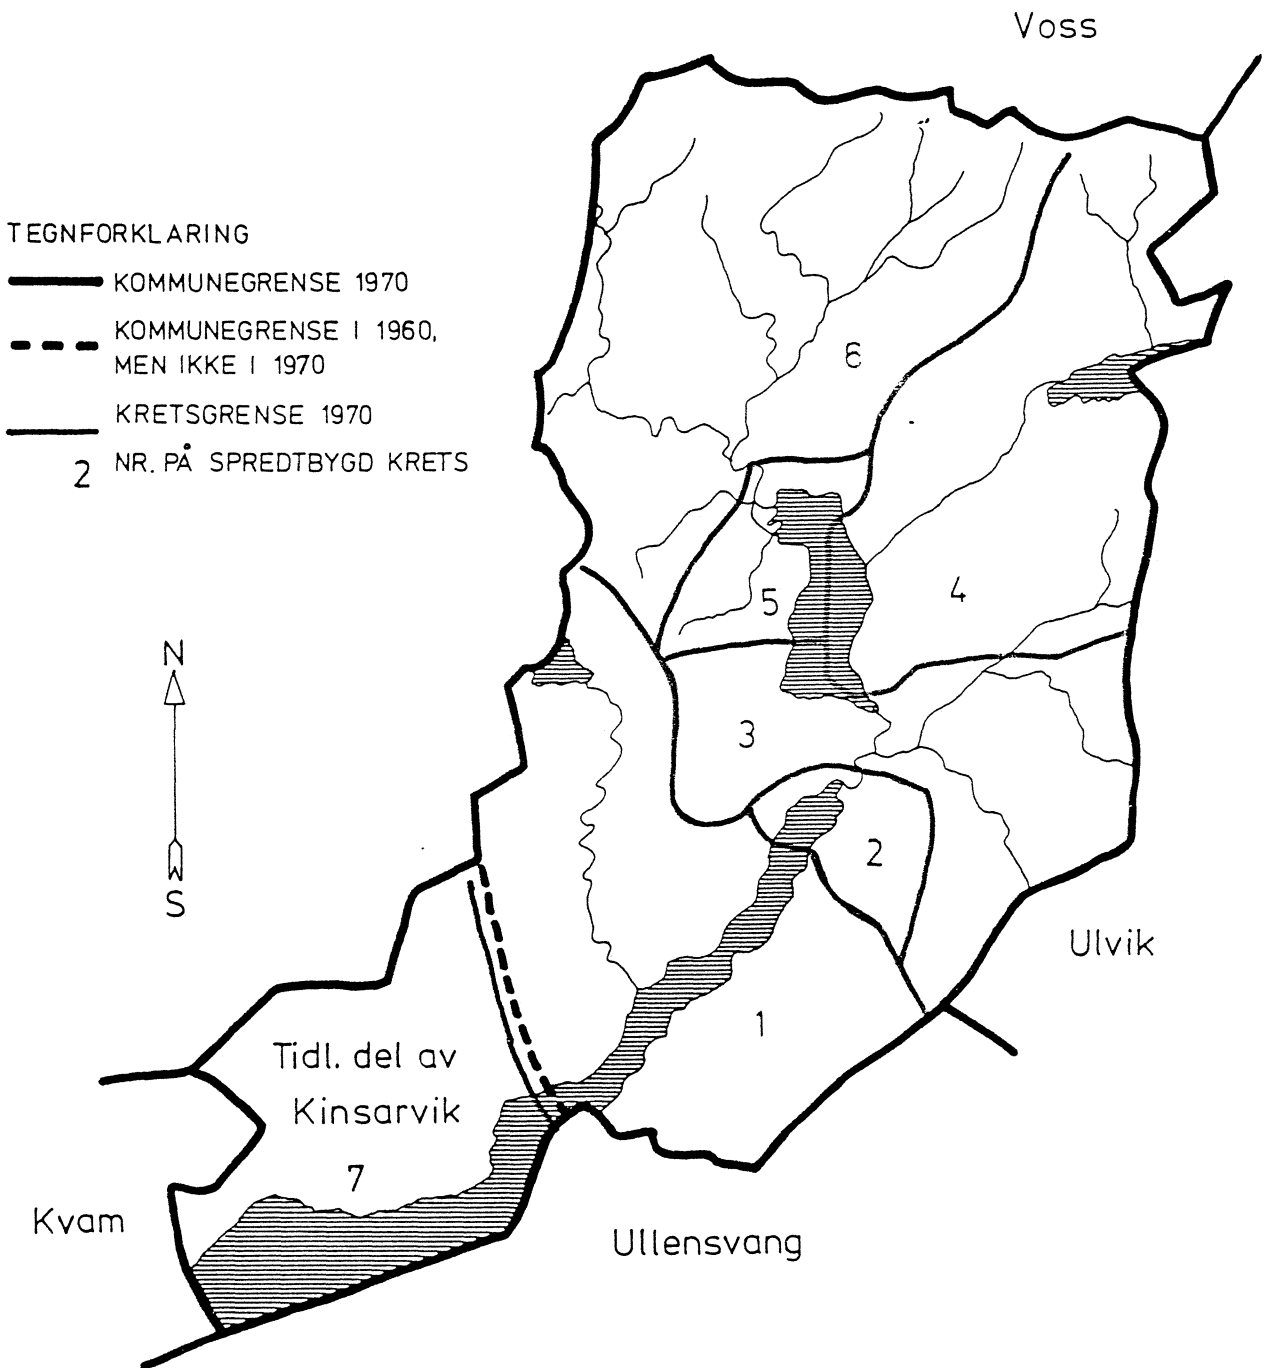 Voss
TEGNFORKLARING
KOMMUNEGRENSE 1970
KOMMUNEGRENSE I 1960,
MEN IKKE I 1970
KRETSGRENSE 1970
2 NR. PÅ SPREDTBYGD KRETS
6
5
4
N
3
2
S
Ulvik
1
Tidl. del av
Kinsarvik
7
Kvam
Ullensvang